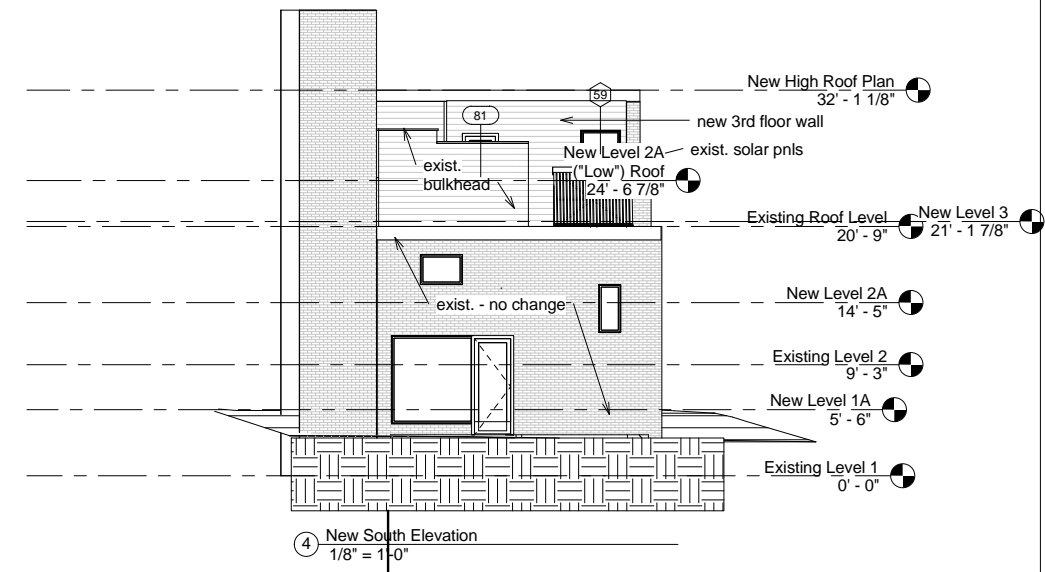 New High Roof Plan
32' - 1 1/8"
59
81
new 3rd floor wall
exist. solar pnls
New Level 2A
("Low") Roof
24' - 6 7/8"
exist.
bulkhead
Existing Roof Level
20' - 9"
New Level 3
21' - 1 7/8"
New Level 2A
14' - 5"
exist. - no change
Existing Level 2
9' - 3"
New Level 1A
5' - 6"
Existing Level 1
0' - 0"
4
New South Elevation
1/8" = 1'-0"